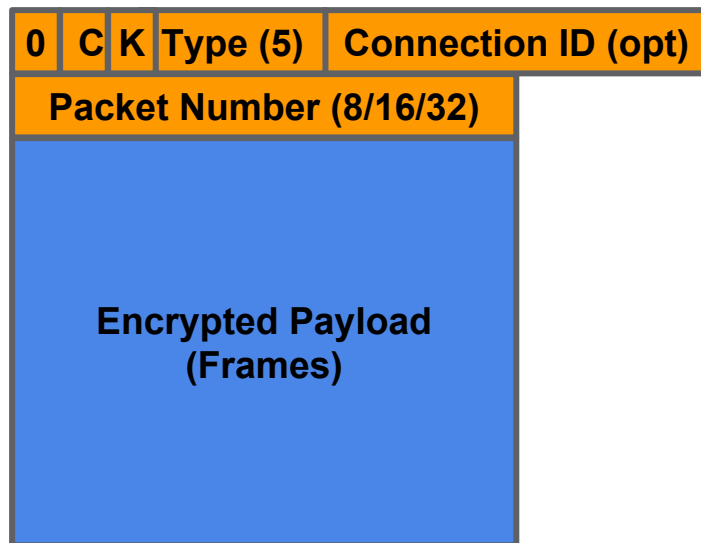 0 C K Type (5) Connection ID (opt)
Packet Number (8/16/32)
Encrypted Payload
(Frames)